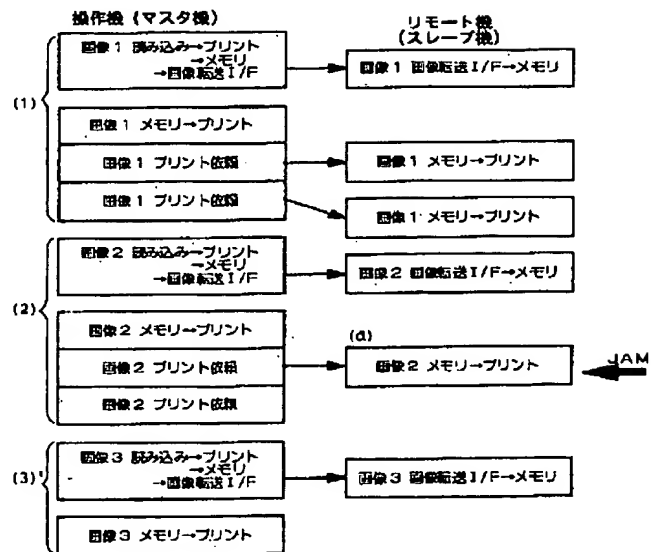 操作機 (マスタ機)
リモート機
(スレーブ機)
(1)
画像1 読み込み→プリント
→メモリ
→画像転送I/F
画像1 画像転送I/F→メモリ
画像1 メモリ→プリント
画像1 プリント依頼
画像1 メモリ→プリント
画像1 プリント依頼
画像1 メモリ→プリント
(2)
画像2 読み込み→プリント
→メモリ
→画像転送I/F
画像2 画像転送I/F→メモリ
画像2 メモリ→プリント
(d)
画像2 プリント依頼
画像2 メモリ→プリント
JAM
画像2 プリント依頼
(3)'
画像3 読み込み→プリント
→メモリ
→画像転送I/F
画像3 画像転送I/F→メモリ
画像3 メモリ→プリント